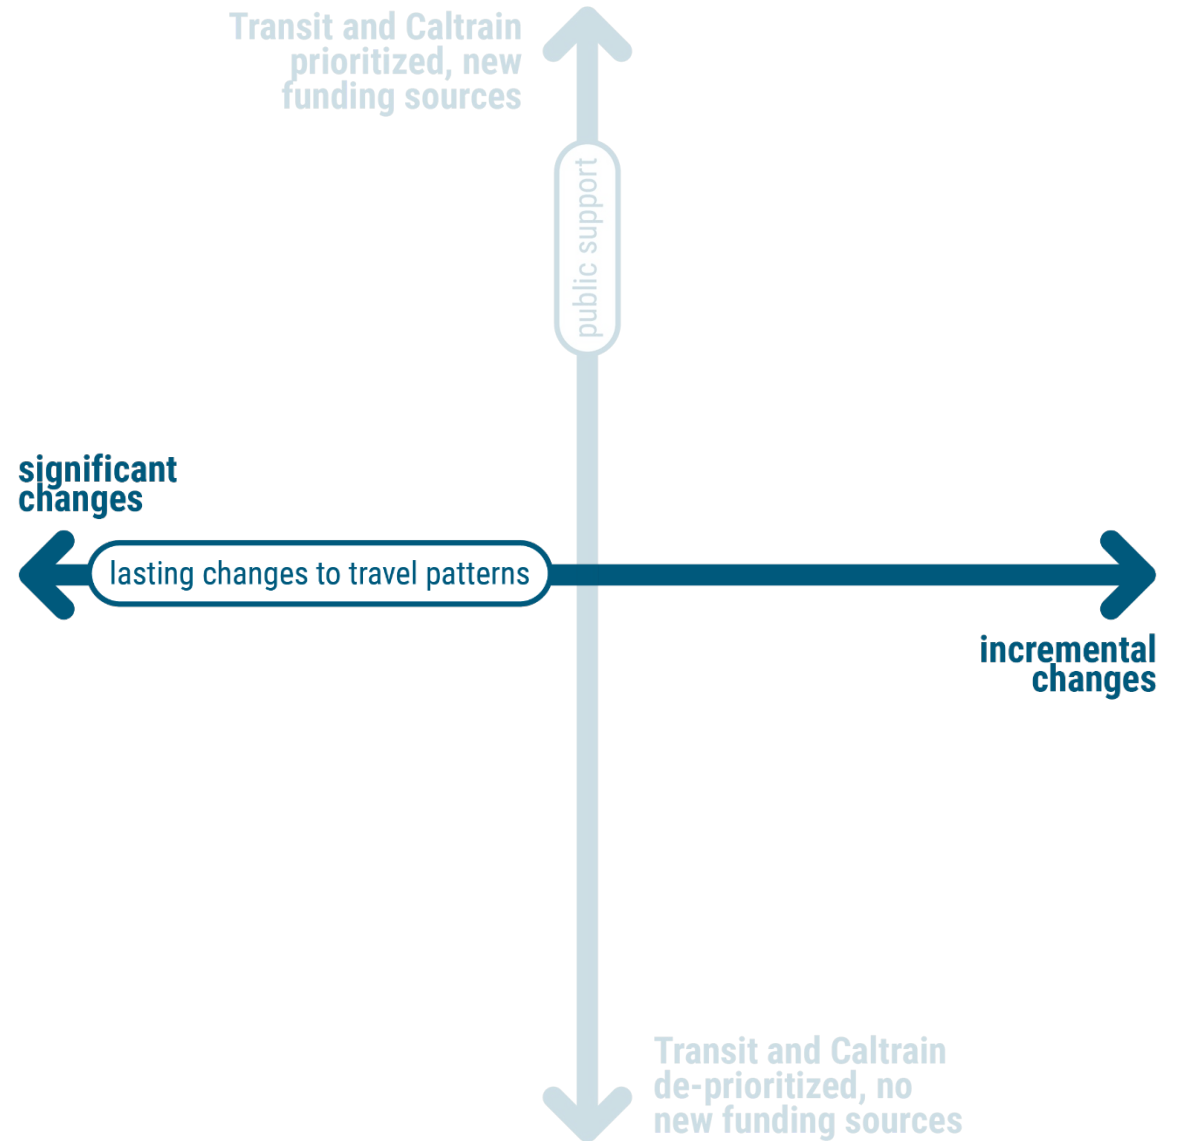 Transit and Caltrain
prioritized, new
funding sources
public support
significant
changes
lasting changes to travel patterns
incremental
changes
Transit and Caltrain
de-prioritized, no
new funding sources